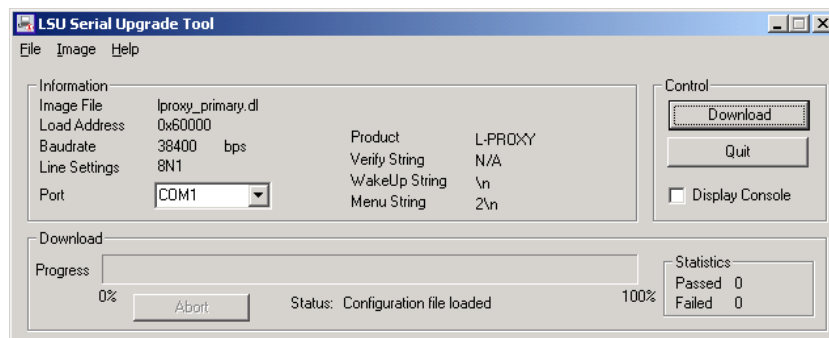 LSU Serial Upgrade Tool
File Image Help
Information
Image File lproxy_primary.dl
Load Address 0x60000
Baudrate 38400 bps
Line Settings 8N1
Port COM1
Product L-PROXY
Verify String N/A
WakeUp String \n
Menu String 2\n
Control
Download
Quit
Display Console
Download
Progress
0% 100%
Abort
Status: Configuration file loaded
Statistics
Passed 0
Failed 0